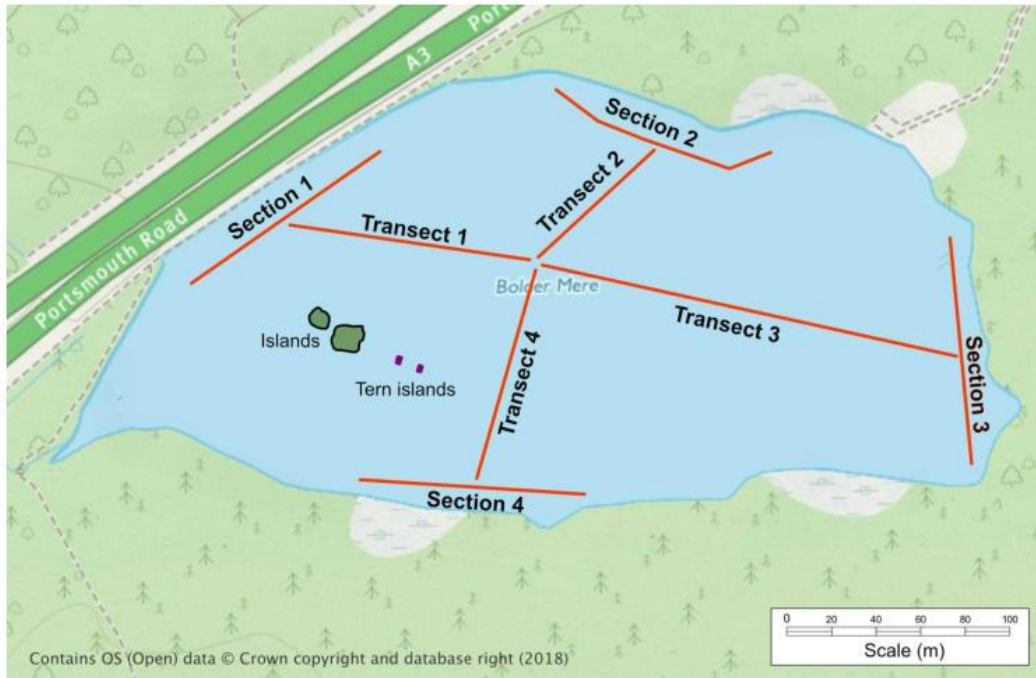 Port
A3
Portsmouth Road
Section 1
Section 2
Transect 2
Transect 1
Bolder Mere
Transect 3
Transect 4
Section 3
Islands
Tern islands
Section 4
0 20 40 60 80 100
Scale (m)
Contains OS (Open) data © Crown copyright and database right (2018)